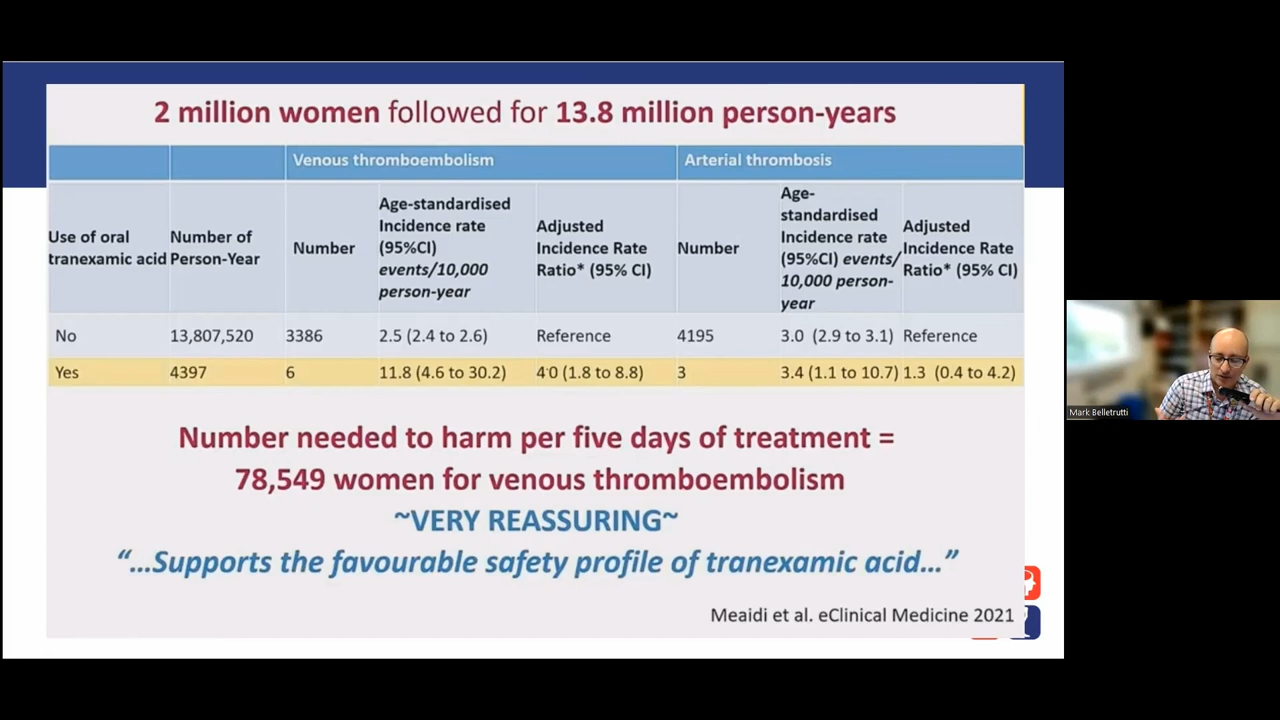 2 million women followed for 13.8 million person-years
Venous thromboembolism Arterial thrombosis
Use of oral tranexamic acid
Number of Person-Year
Number
Age-standardised
Incidence rate
(95%CI)
events/10,000
person-year
Adjusted
Incidence Rate
Ratio* (95% CI)
Number
Age-
standardised
Incidence rate
(95%CI) events/
10,000 person-
year
Adjusted
Incidence Rate
Ratio* (95% CI)
No 13,807,520 3386 2.5 (2.4 to 2.6) Reference 4195 3.0 (2.9 to 3.1) Reference
Yes 4397 6 11.8 (4.6 to 30.2) 4.0 (1.8 to 8.8) 3 3.4 (1.1 to 10.7) 1.3 (0.4 to 4.2)
Number needed to harm per five days of treatment =
78,549 women for venous thromboembolism
~VERY REASSURING~
“...Supports the favourable safety profile of tranexamic acid...”
Meaidi et al. eClinical Medicine 2021
Mark Belletrutti